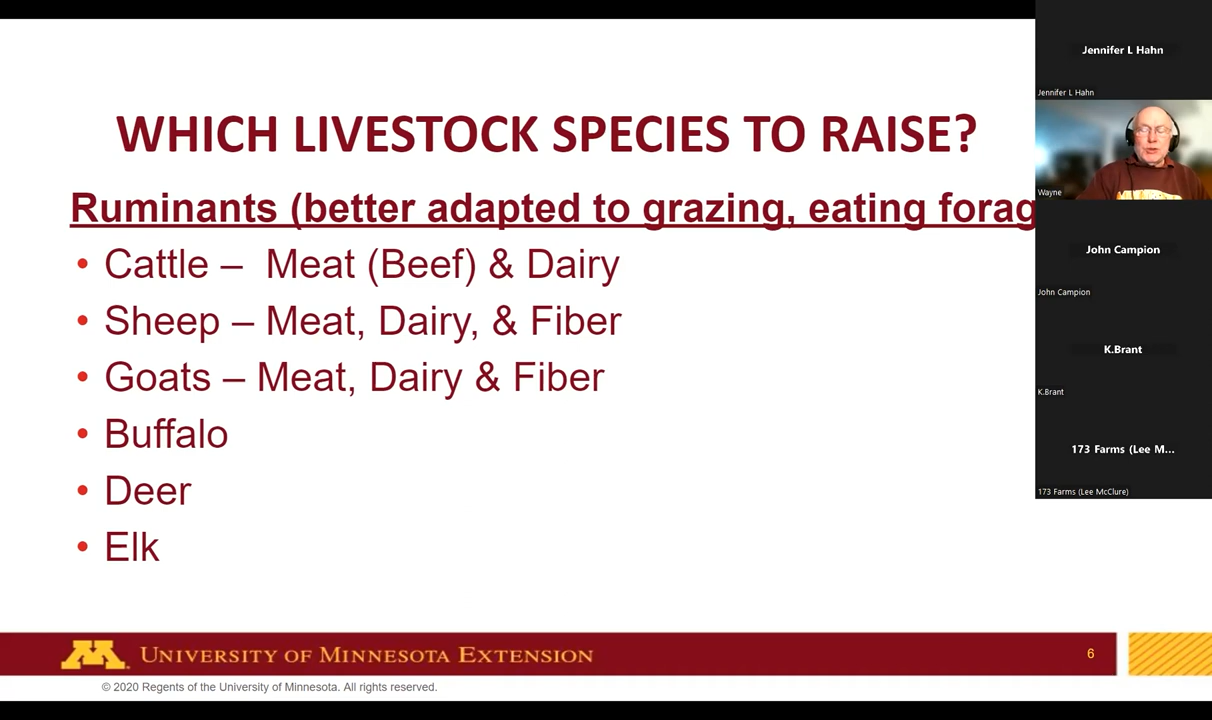 WHICH LIVESTOCK SPECIES TO RAISE?
Ruminants (better adapted to grazing, eating forag
• Cattle – Meat (Beef) & Dairy
• Sheep – Meat, Dairy, & Fiber
• Goats – Meat, Dairy & Fiber
• Buffalo
• Deer
• Elk
UNIVERSITY OF MINNESOTA EXTENSION
6
© 2020 Regents of the University of Minnesota. All rights reserved.
Jennifer L Hahn
Jennifer L Hahn
Wayne
John Campion
John Campion
K.Brant
K.Brant
173 Farms (Lee M...
173 Farms (Lee McClure)